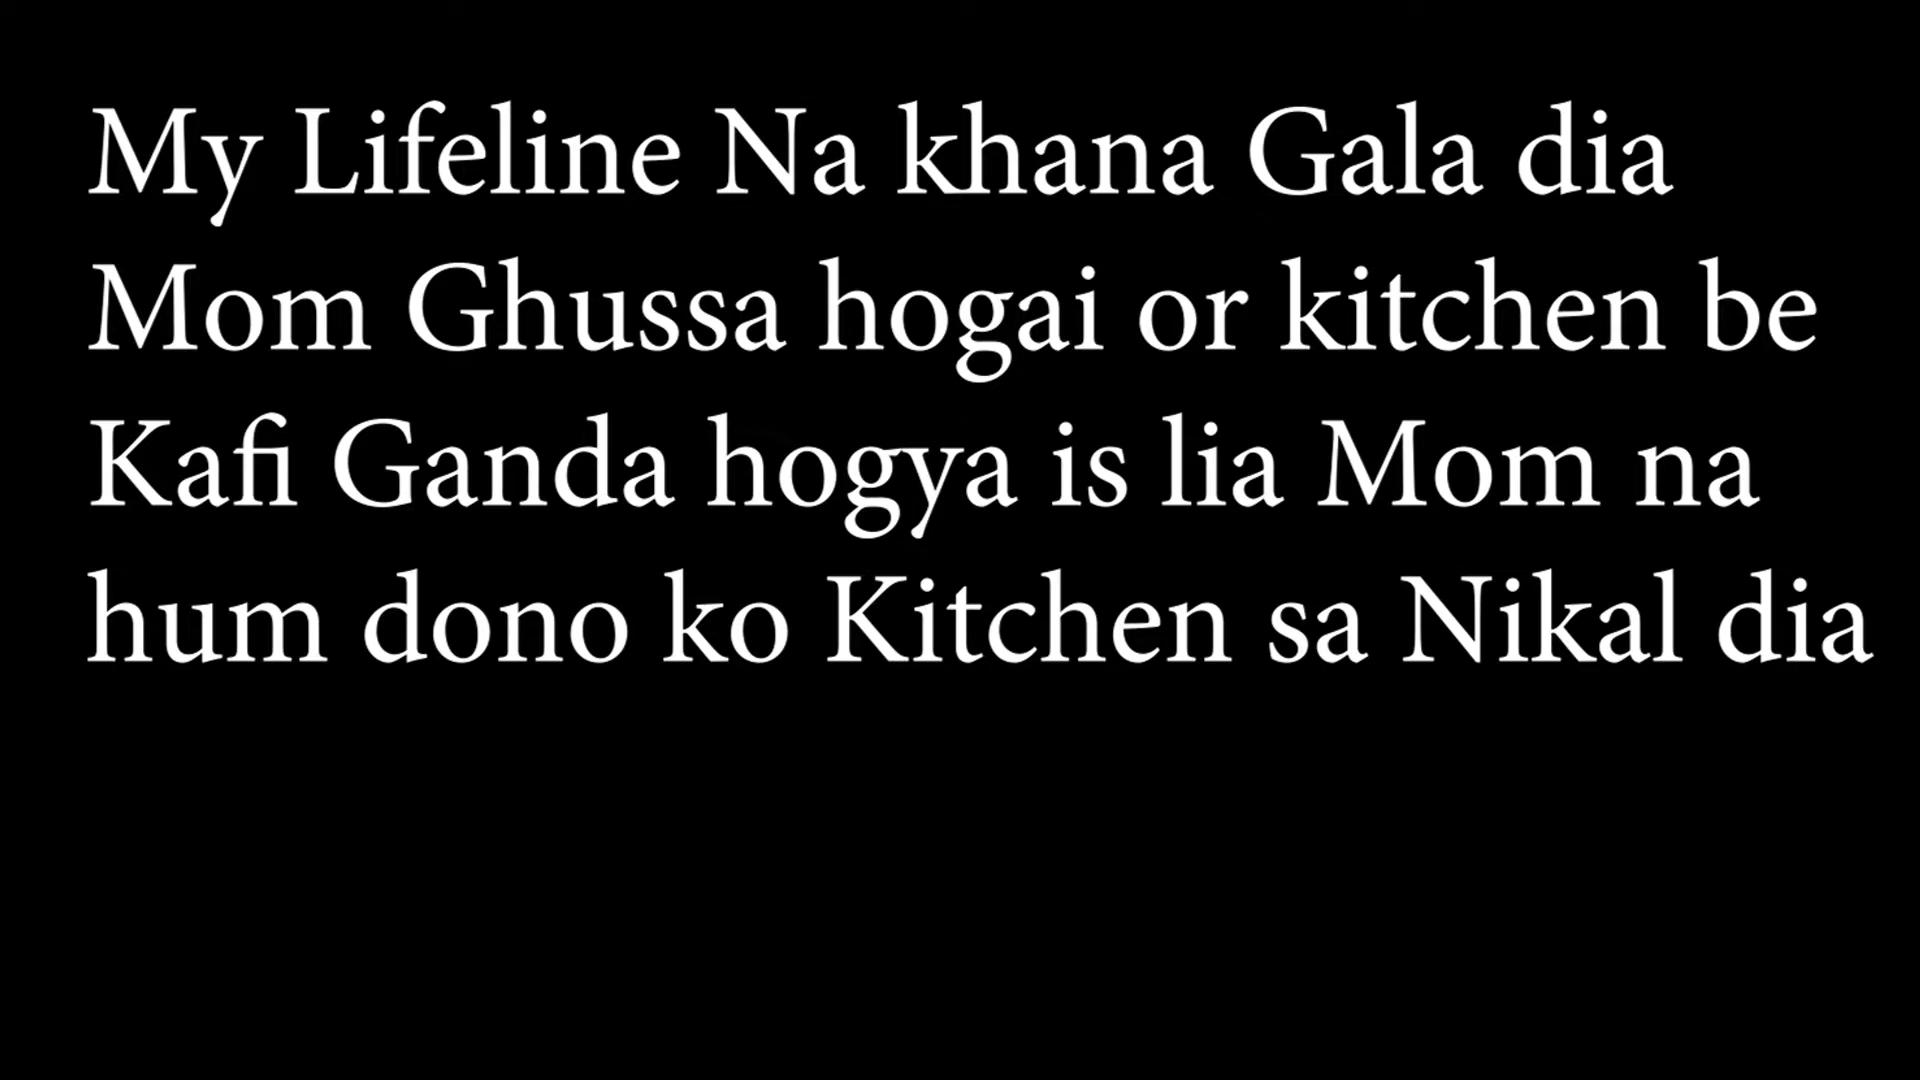 My Lifeline Na khana Gala dia
Mom Ghussa hogai or kitchen be
Kafi Ganda hogya is lia Mom na
hum dono ko Kitchen sa Nikal dia